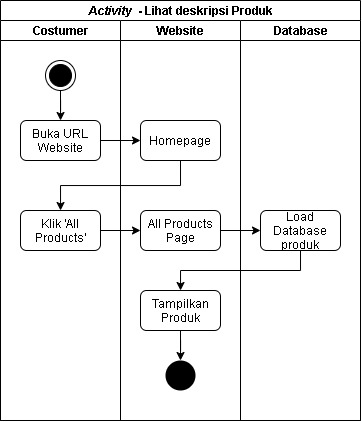 Activity - Lihat deskripsi Produk
Costumer
Website
Database
Buka URL
Website
Homepage
Klik 'All
Products'
All Products
Page
Load
Database
produk
Tampilkan
Produk